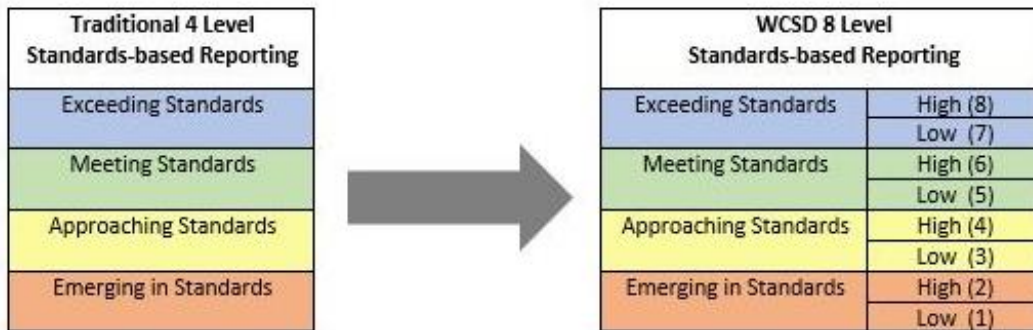 Traditional 4 Level
Standards-based Reporting
Exceeding Standards
Meeting Standards
Approaching Standards
Emerging in Standards
WCSD 8 Level
Standards-based Reporting
Exceeding Standards
High (8)
Low (7)
Meeting Standards
High (6)
Low (5)
Approaching Standards
High (4)
Low (3)
Emerging in Standards
High (2)
Low (1)